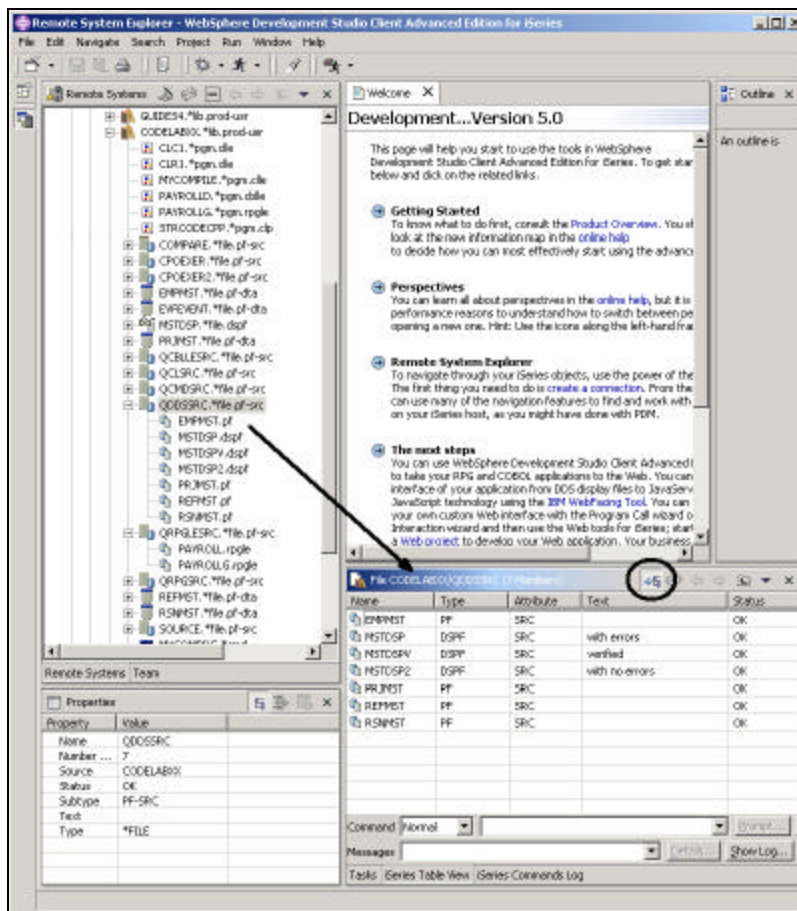 Remote System Explorer - WebSphere Development Studio Client Advanced Edition for iSeries
File Edit Navigate Search Project Run Window Help
Remote Systems
GUIDE54.*lib.prod-usr
CODELABXX.*lib.prod-usr
CLC1.*pgm.cle
CLR1.*pgm.cle
MYCOMPILE.*pgm.clle
PAYROLLD.*pgm.cblle
PAYROLLG.*pgm.rpgle
STRCODECPP.*pgm.clp
COMPARE.*file.pf-src
CPOEXER.*file.pf-src
CPOEXER2.*file.pf-src
EMPMST.*file.pf-dta
EVFEVENT.*file.pf-dta
MSTDSP.*file.dspf
PRJMST.*file.pf-dta
QCBLLESRC.*file.pf-src
QCLSRC.*file.pf-src
QCMDSRC.*file.pf-src
QDDSSRC.*file.pf-src
EMPMST.pf
MSTDSP.dspf
MSTDSPV.dspf
MSTDSP2.dspf
PRJMST.pf
REFMST.pf
RSNMST.pf
QRPGLESRC.*file.pf-src
PAYROLL.rpgle
PAYROLLG.rpgle
QRPGSRC.*file.pf-src
REFMST.*file.pf-dta
RSNMST.*file.pf-dta
SOURCE.*file.pf-src
Remote Systems Team
Properties
Property Value
Name QDDSSRC
Number ... 7
Source CODELABXX
Status OK
Subtype PF-SRC
Text
Type *FILE
Welcome
Development...Version 5.0
This page will help you start to use the tools in WebSphere
Development Studio Client Advanced Edition for iSeries. To get star
below and click on the related links.
Getting Started
To know what to do first, consult the Product Overview. You sh
look at the new information map in the online help
to decide how you can most effectively start using the advance
Perspectives
You can learn all about perspectives in the online help, but it is
performance reasons to understand how to switch between pe
opening a new one. Hint: Use the icons along the left-hand fra
Remote System Explorer
To navigate through your iSeries objects, use the power of the
The first thing you need to do is create a connection. From the
can use many of the navigation features to find and work with
on your iSeries host, as you might have done with PDM.
The next steps
You can use WebSphere Development Studio Client Advanced
to take your RPG and COBOL applications to the Web. You can
interface of your application from DDS display files to JavaServ
JavaScript technology using the IBM WebFacing Tool. You can
your own custom Web interface with the Program Call wizard o
Interaction wizard and then use the Web tools for iSeries; start
a Web project to develop your Web application. Your business
Outline
An outline is
File CODELABXX/QDDSSRC (7 Members)
Name Type Attribute Text Status
EMPMST PF SRC OK
MSTDSP DSPF SRC with errors OK
MSTDSPV DSPF SRC verified OK
MSTDSP2 DSPF SRC with no errors OK
PRJMST PF SRC OK
REFMST PF SRC OK
RSNMST PF SRC OK
Command Normal Prompt...
Messages Details... Show Log...
Tasks iSeries Table View iSeries Commands Log